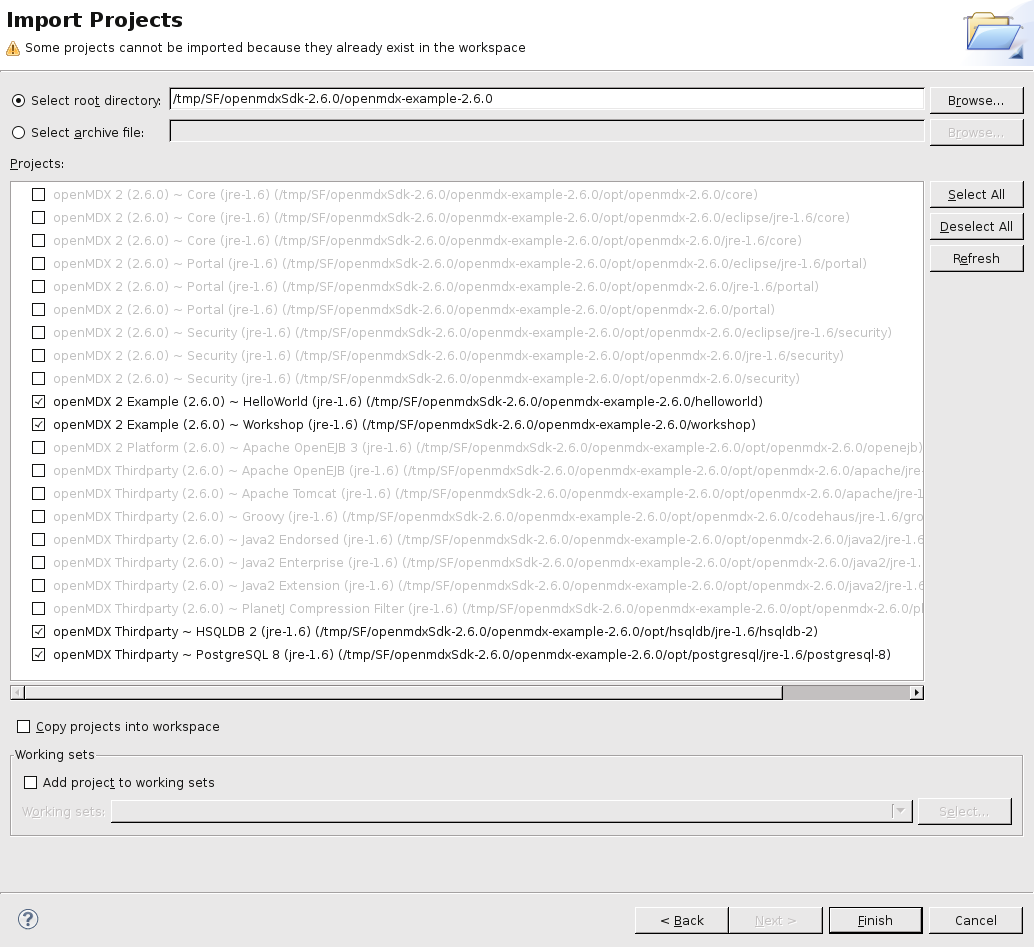 Import Projects
Some projects cannot be imported because they already exist in the workspace
Select root directory: /tmp/SF/openmdxSdk-2.6.0/openmdx-example-2.6.0 Browse...
Select archive file: Browse...
Projects:
openMDX 2 (2.6.0) ~ Core (jre-1.6) (/tmp/SF/openmdxSdk-2.6.0/openmdx-example-2.6.0/opt/openmdx-2.6.0/core) Select All
openMDX 2 (2.6.0) ~ Core (jre-1.6) (/tmp/SF/openmdxSdk-2.6.0/openmdx-example-2.6.0/opt/openmdx-2.6.0/eclipse/jre-1.6/core) Deselect All
openMDX 2 (2.6.0) ~ Core (jre-1.6) (/tmp/SF/openmdxSdk-2.6.0/openmdx-example-2.6.0/opt/openmdx-2.6.0/jre-1.6/core)
openMDX 2 (2.6.0) ~ Portal (jre-1.6) (/tmp/SF/openmdxSdk-2.6.0/openmdx-example-2.6.0/opt/openmdx-2.6.0/eclipse/jre-1.6/portal) Refresh
openMDX 2 (2.6.0) ~ Portal (jre-1.6) (/tmp/SF/openmdxSdk-2.6.0/openmdx-example-2.6.0/opt/openmdx-2.6.0/jre-1.6/portal)
openMDX 2 (2.6.0) ~ Portal (jre-1.6) (/tmp/SF/openmdxSdk-2.6.0/openmdx-example-2.6.0/opt/openmdx-2.6.0/portal)
openMDX 2 (2.6.0) ~ Security (jre-1.6) (/tmp/SF/openmdxSdk-2.6.0/openmdx-example-2.6.0/opt/openmdx-2.6.0/eclipse/jre-1.6/security)
openMDX 2 (2.6.0) ~ Security (jre-1.6) (/tmp/SF/openmdxSdk-2.6.0/openmdx-example-2.6.0/opt/openmdx-2.6.0/jre-1.6/security)
openMDX 2 (2.6.0) ~ Security (jre-1.6) (/tmp/SF/openmdxSdk-2.6.0/openmdx-example-2.6.0/opt/openmdx-2.6.0/security)
openMDX 2 Example (2.6.0) ~ HelloWorld (jre-1.6) (/tmp/SF/openmdxSdk-2.6.0/openmdx-example-2.6.0/helloworld)
openMDX 2 Example (2.6.0) ~ Workshop (jre-1.6) (/tmp/SF/openmdxSdk-2.6.0/openmdx-example-2.6.0/workshop)
openMDX 2 Platform (2.6.0) ~ Apache OpenEJB 3 (jre-1.6) (/tmp/SF/openmdxSdk-2.6.0/openmdx-example-2.6.0/opt/openmdx-2.6.0/openejb)
openMDX Thirdparty (2.6.0) ~ Apache OpenEJB (jre-1.6) (/tmp/SF/openmdxSdk-2.6.0/openmdx-example-2.6.0/opt/openmdx-2.6.0/apache/jre-
openMDX Thirdparty (2.6.0) ~ Apache Tomcat (jre-1.6) (/tmp/SF/openmdxSdk-2.6.0/openmdx-example-2.6.0/opt/openmdx-2.6.0/apache/jre-1
openMDX Thirdparty (2.6.0) ~ Groovy (jre-1.6) (/tmp/SF/openmdxSdk-2.6.0/openmdx-example-2.6.0/opt/openmdx-2.6.0/codehaus/jre-1.6/gro
openMDX Thirdparty (2.6.0) ~ Java2 Endorsed (jre-1.6) (/tmp/SF/openmdxSdk-2.6.0/openmdx-example-2.6.0/opt/openmdx-2.6.0/java2/jre-1.6
openMDX Thirdparty (2.6.0) ~ Java2 Enterprise (jre-1.6) (/tmp/SF/openmdxSdk-2.6.0/openmdx-example-2.6.0/opt/openmdx-2.6.0/java2/jre-1.
openMDX Thirdparty (2.6.0) ~ Java2 Extension (jre-1.6) (/tmp/SF/openmdxSdk-2.6.0/openmdx-example-2.6.0/opt/openmdx-2.6.0/java2/jre-1.6
openMDX Thirdparty (2.6.0) ~ PlanetJ Compression Filter (jre-1.6) (/tmp/SF/openmdxSdk-2.6.0/openmdx-example-2.6.0/opt/openmdx-2.6.0/pl
openMDX Thirdparty ~ HSQLDB 2 (jre-1.6) (/tmp/SF/openmdxSdk-2.6.0/openmdx-example-2.6.0/opt/hsqldb/jre-1.6/hsqldb-2)
openMDX Thirdparty ~ PostgreSQL 8 (jre-1.6) (/tmp/SF/openmdxSdk-2.6.0/openmdx-example-2.6.0/opt/postgresql/jre-1.6/postgresql-8)
Copy projects into workspace
Working sets
Add project to working sets
Working sets: Select...
? < Back Next > Finish Cancel